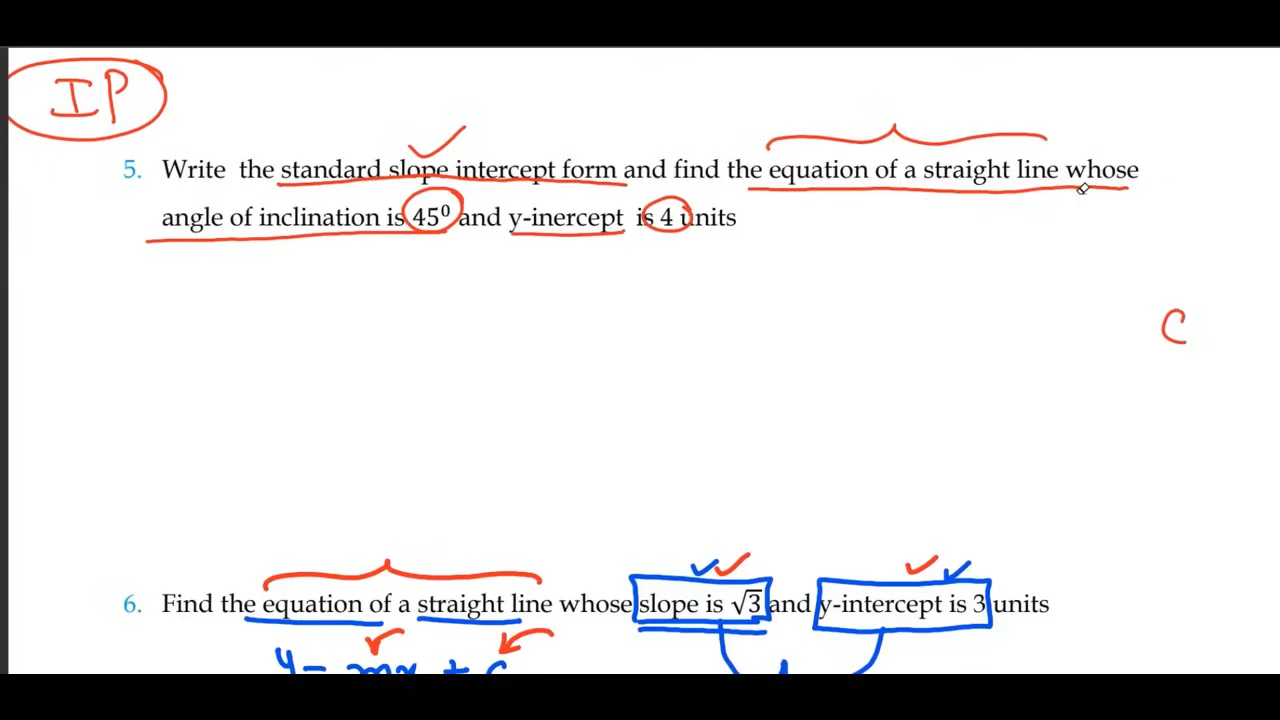 IP
5. Write the standard slope intercept form and find the equation of a straight line whose
angle of inclination is 45⁰ and y-inercept is 4 units
C
6. Find the equation of a straight line whose slope is √3 and y-intercept is 3 units
y = mx + c